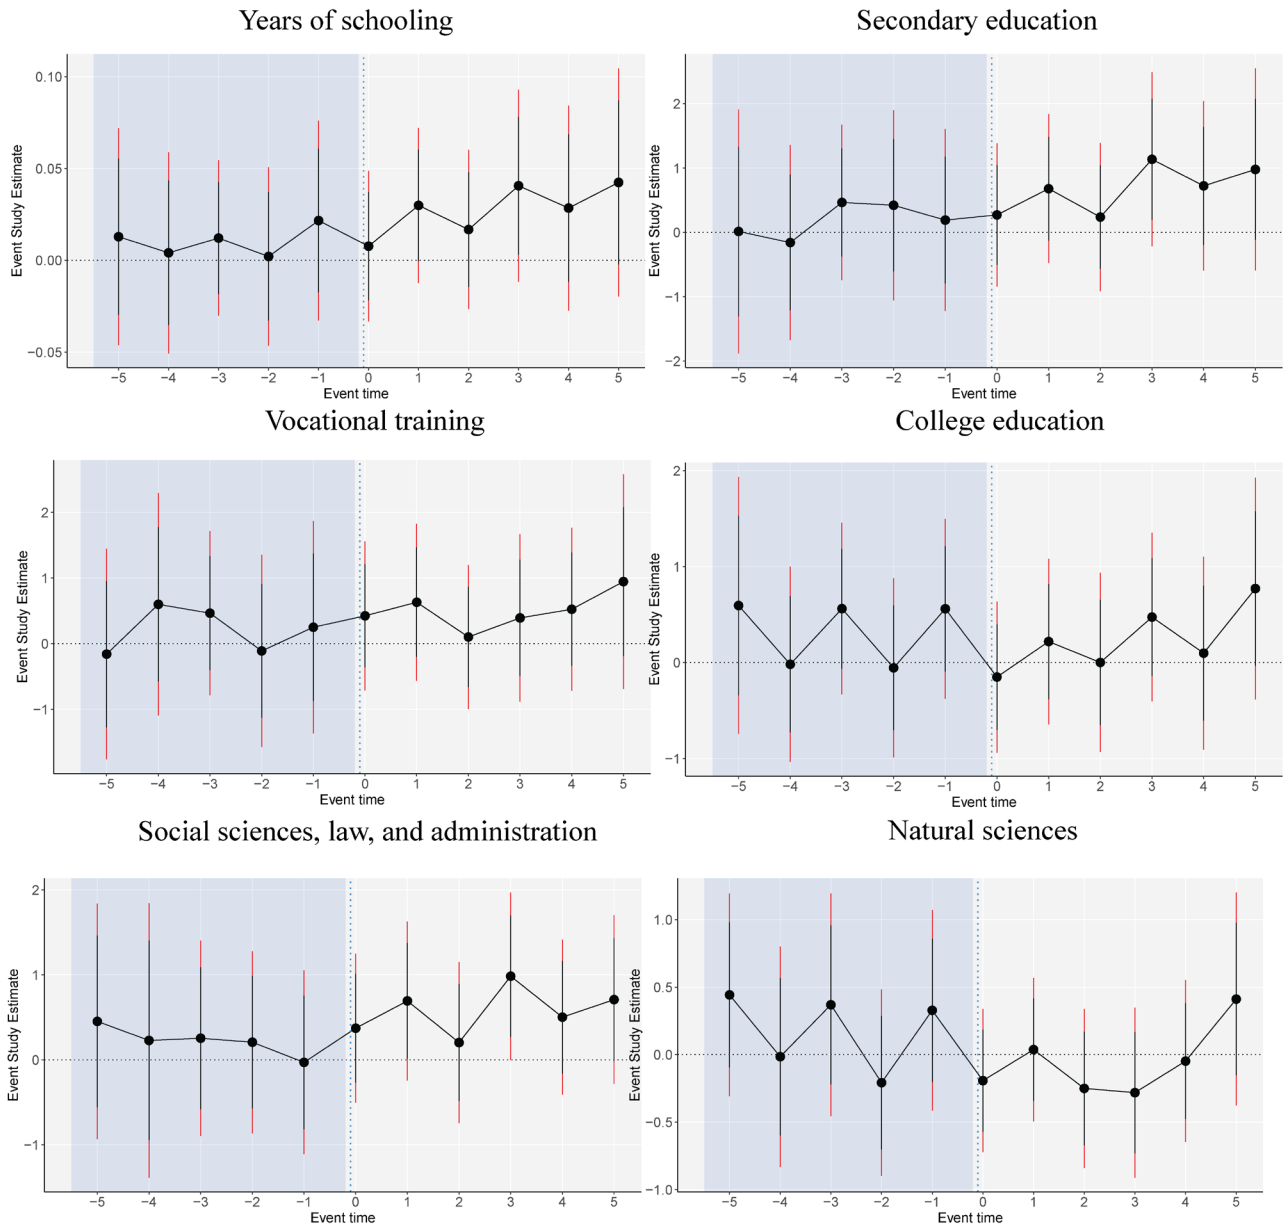 Years of schooling
Secondary education
Event Study Estimate
0.10
0.05
0.00
−0.05
−5 −4 −3 −2 −1 0 1 2 3 4 5
Event time
Event Study Estimate
2
1
0
−1
−2
−5 −4 −3 −2 −1 0 1 2 3 4 5
Event time
Vocational training
College education
Event Study Estimate
2
1
0
−1
−5 −4 −3 −2 −1 0 1 2 3 4 5
Event time
Event Study Estimate
2
1
0
−1
−5 −4 −3 −2 −1 0 1 2 3 4 5
Event time
Social sciences, law, and administration
Natural sciences
Event Study Estimate
2
1
0
−1
−5 −4 −3 −2 −1 0 1 2 3 4 5
Event time
Event Study Estimate
1.0
0.5
0.0
−0.5
−1.0
−5 −4 −3 −2 −1 0 1 2 3 4 5
Event time